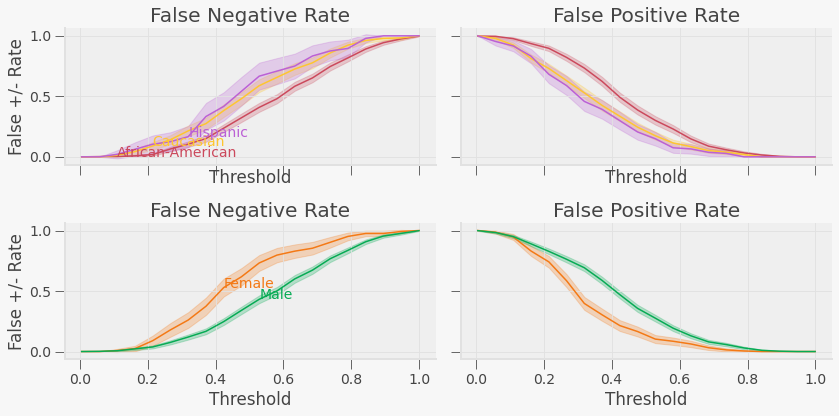 False Negative Rate
False Positive Rate
False +/- Rate
1.0
0.5
0.0
Hispanic
Caucasian
African-American
Threshold
Threshold
False Negative Rate
False Positive Rate
False +/- Rate
1.0
0.5
0.0
Female
Male
0.0 0.2 0.4 0.6 0.8 1.0
0.0 0.2 0.4 0.6 0.8 1.0
Threshold
Threshold